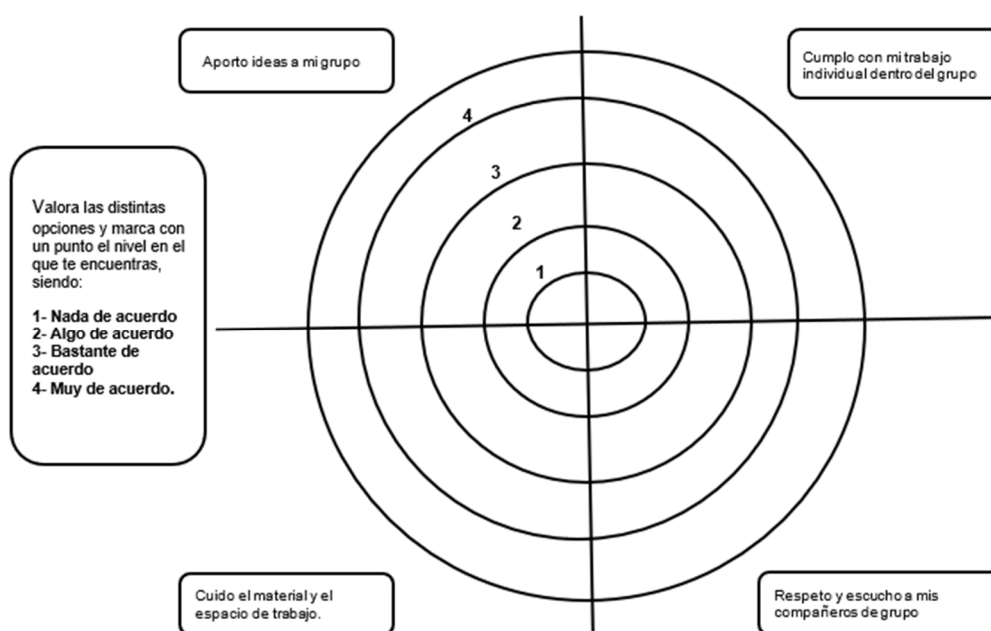 Aporto ideas a mi grupo
Cumplo con mi trabajo
individual dentro del grupo
4
3
2
1
Valora las distintas
opciones y marca con
un punto el nivel en el
que te encuentras,
siendo:
1- Nada de acuerdo
2- Algo de acuerdo
3- Bastante de
acuerdo
4- Muy de acuerdo.
Cuido el material y el
espacio de trabajo.
Respeto y escucho a mis
compañeros de grupo